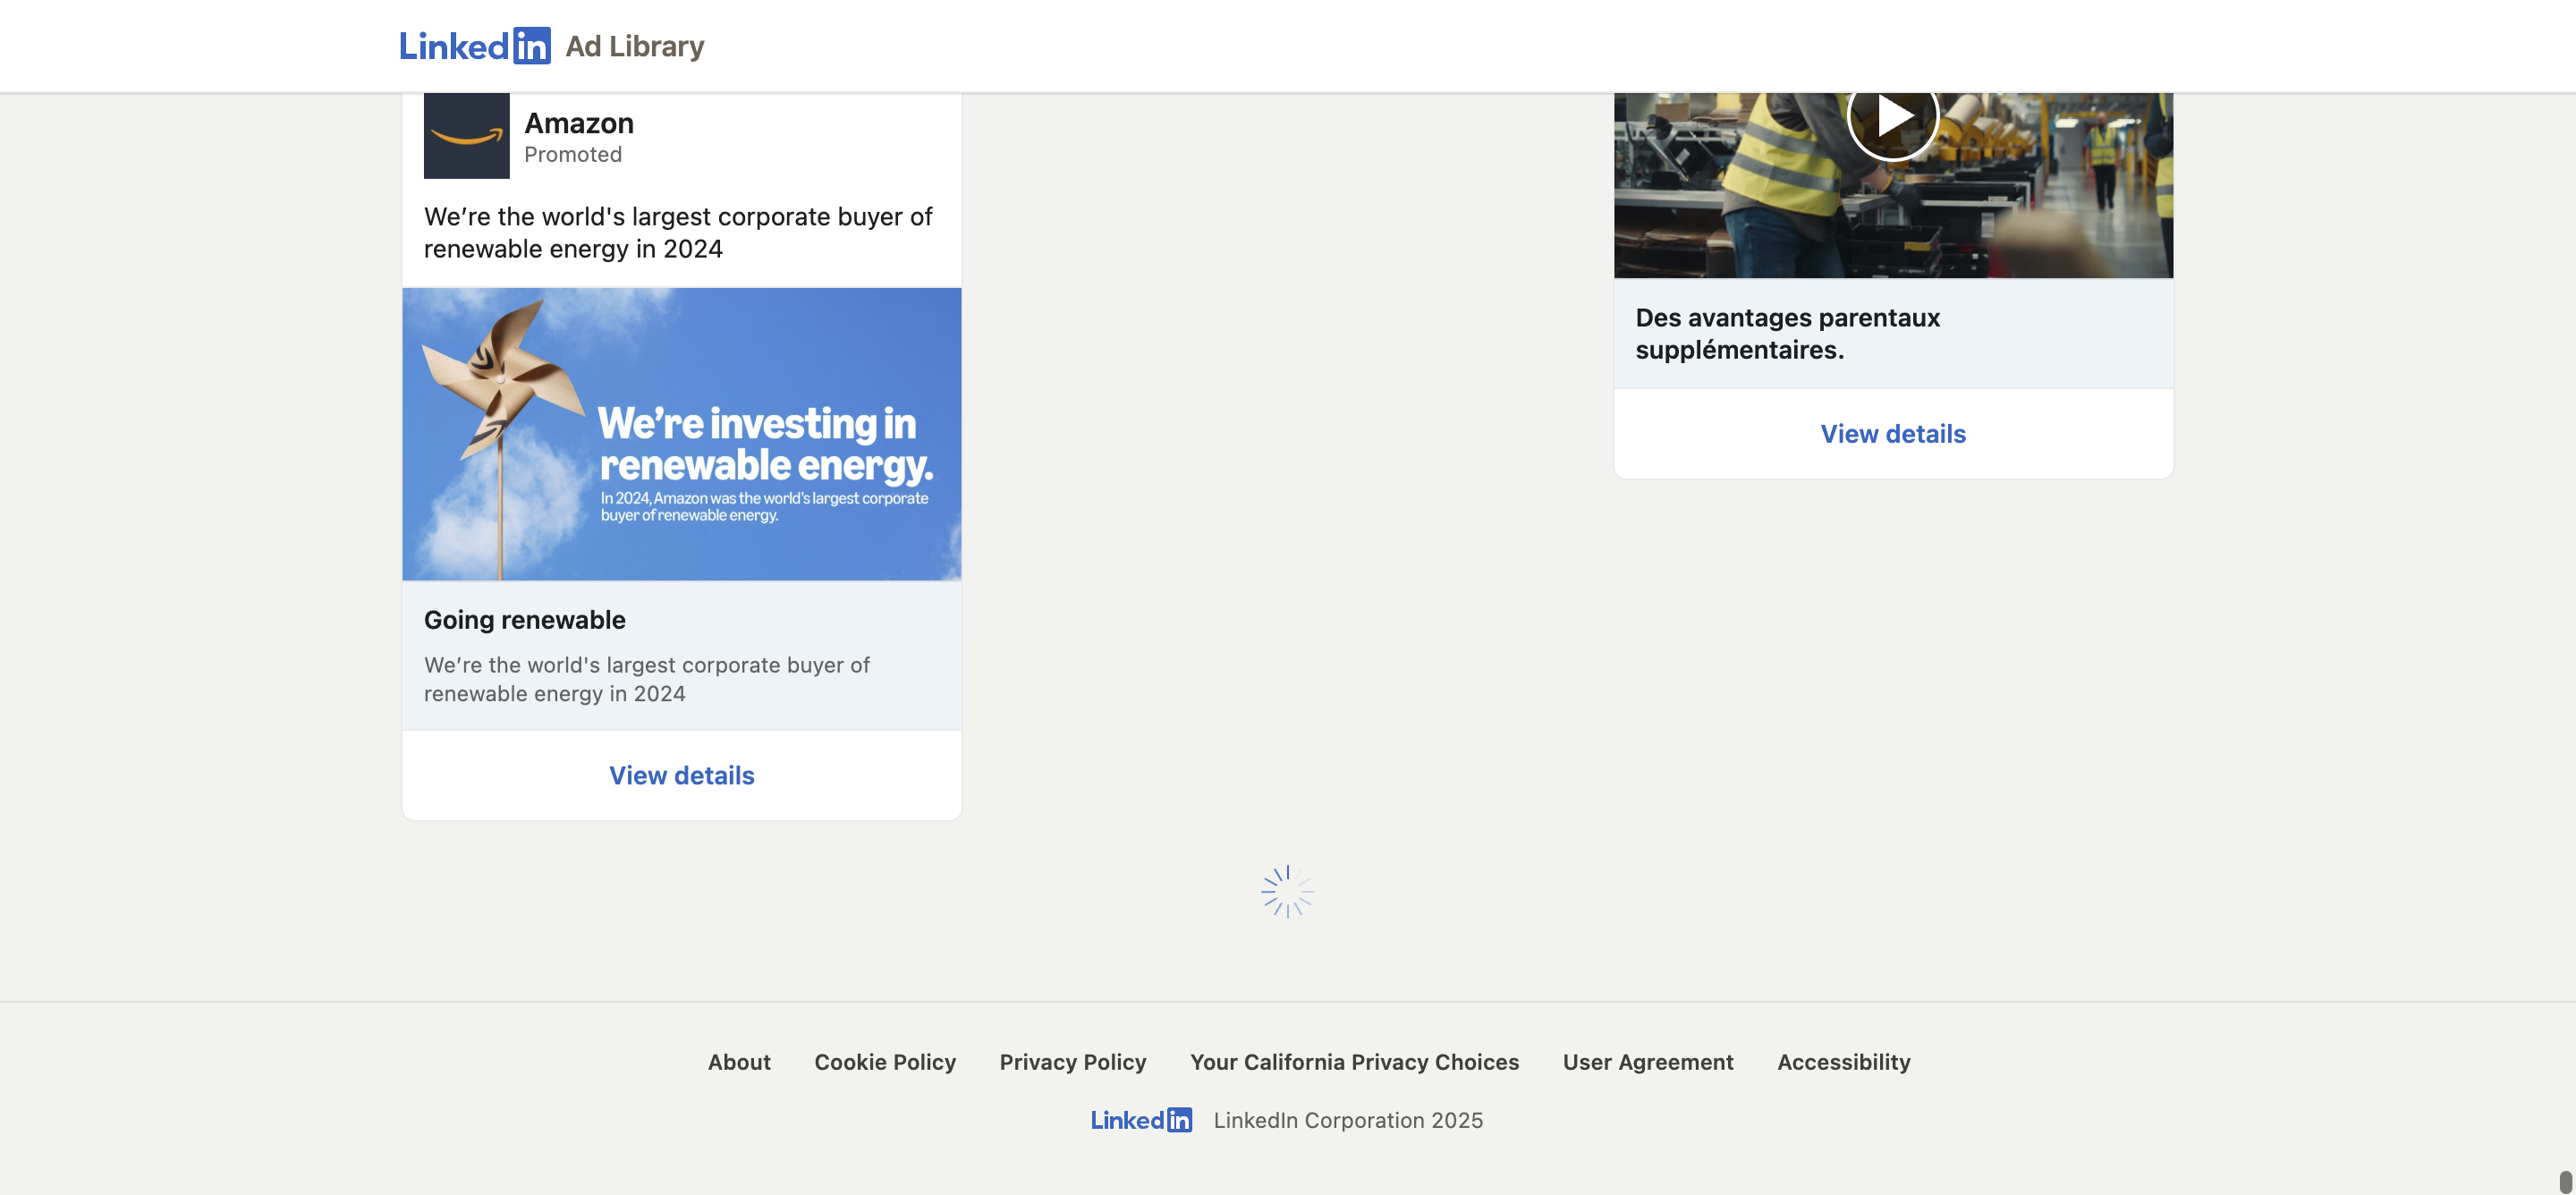 LinkedIn Ad Library
Amazon
Promoted
We’re the world's largest corporate buyer of
renewable energy in 2024
We’re investing in
renewable energy.
In 2024, Amazon was the world’s largest corporate
buyer of renewable energy.
Going renewable
We’re the world's largest corporate buyer of
renewable energy in 2024
View details
Des avantages parentaux
supplémentaires.
View details
About Cookie Policy Privacy Policy Your California Privacy Choices User Agreement Accessibility
LinkedIn LinkedIn Corporation 2025